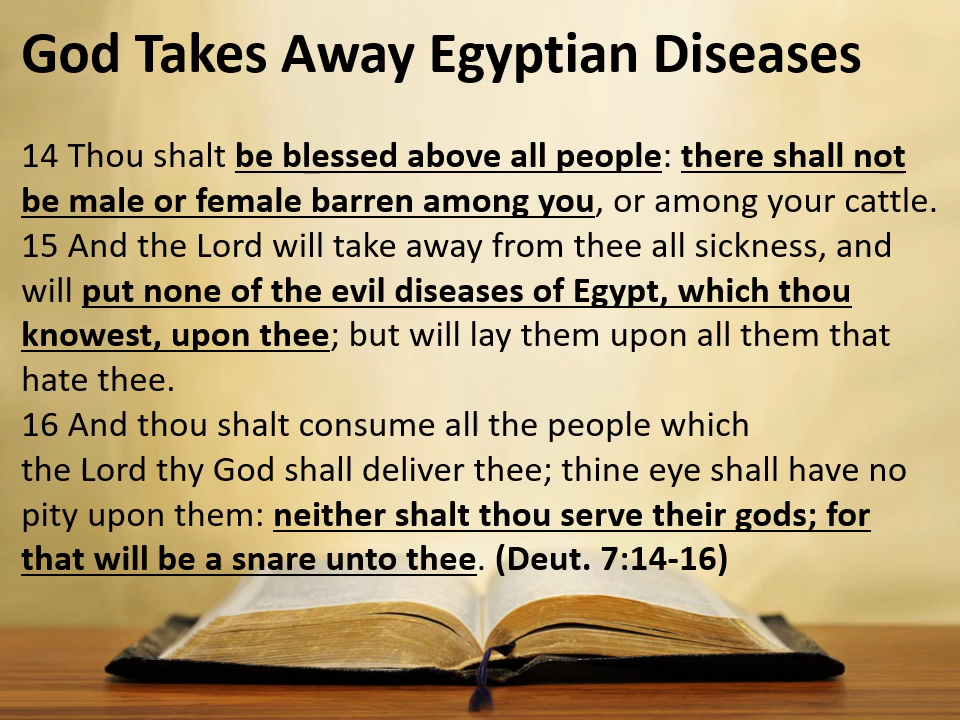 God Takes Away Egyptian Diseases
14 Thou shalt be blessed above all people: there shall not
be male or female barren among you, or among your cattle.
15 And the Lord will take away from thee all sickness, and
will put none of the evil diseases of Egypt, which thou
knowest, upon thee; but will lay them upon all them that
hate thee.
16 And thou shalt consume all the people which
the Lord thy God shall deliver thee; thine eye shall have no
pity upon them: neither shalt thou serve their gods; for
that will be a snare unto thee. (Deut. 7:14-16)